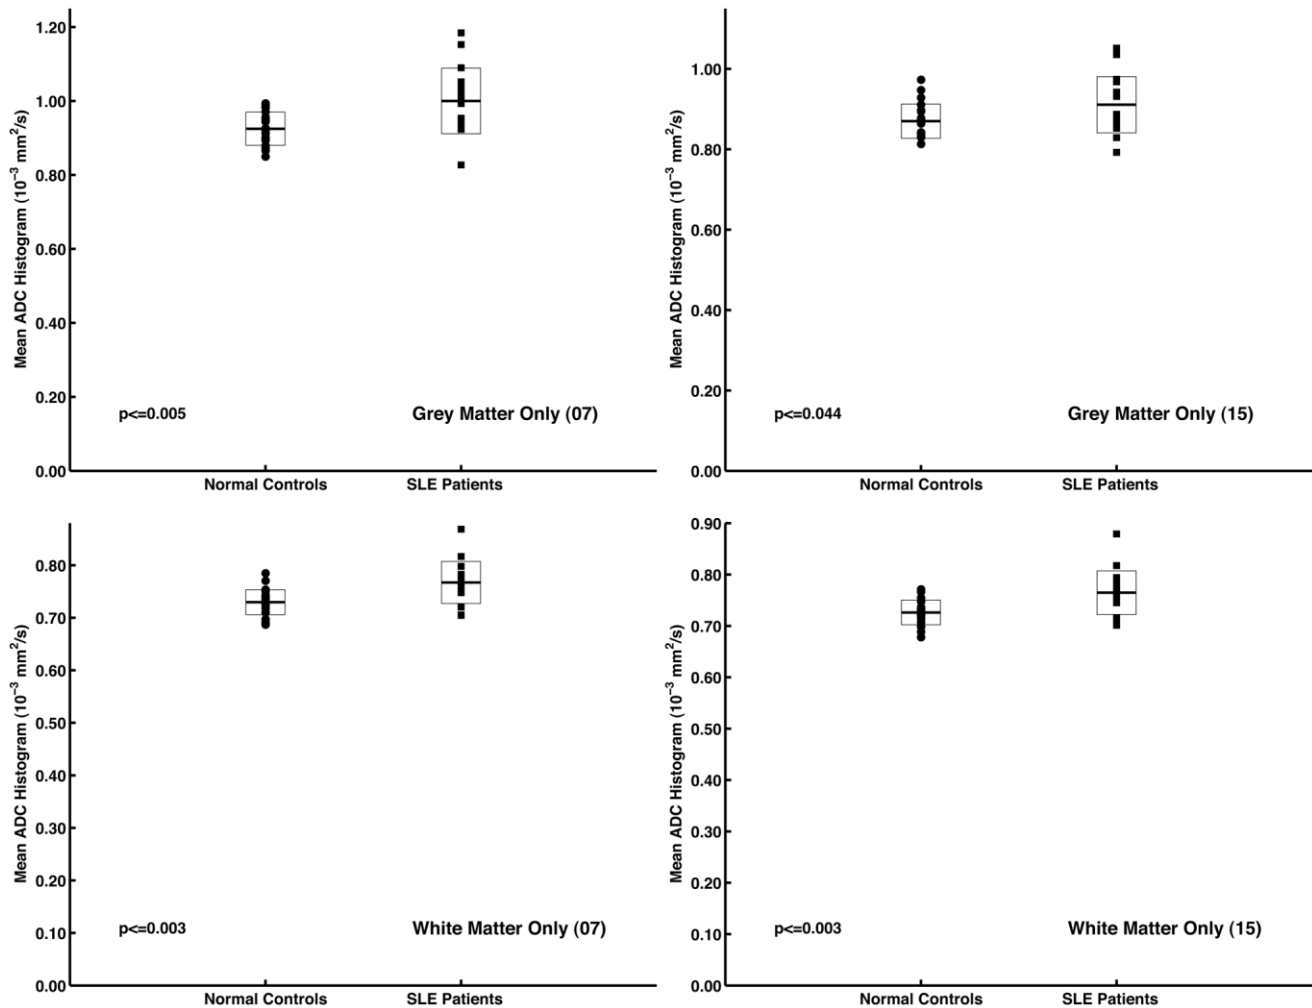 1.20
1.00
0.80
0.60
0.40
0.20
0.00
Mean ADC Histogram (10⁻³ mm²/s)
p<=0.005
Grey Matter Only (07)
Normal Controls
SLE Patients
1.00
0.80
0.60
0.40
0.20
0.00
Mean ADC Histogram (10⁻³ mm²/s)
p<=0.044
Grey Matter Only (15)
Normal Controls
SLE Patients
0.80
0.70
0.60
0.50
0.40
0.30
0.20
0.10
0.00
Mean ADC Histogram (10⁻³ mm²/s)
p<=0.003
White Matter Only (07)
Normal Controls
SLE Patients
0.90
0.80
0.70
0.60
0.50
0.40
0.30
0.20
0.10
0.00
Mean ADC Histogram (10⁻³ mm²/s)
p<=0.003
White Matter Only (15)
Normal Controls
SLE Patients